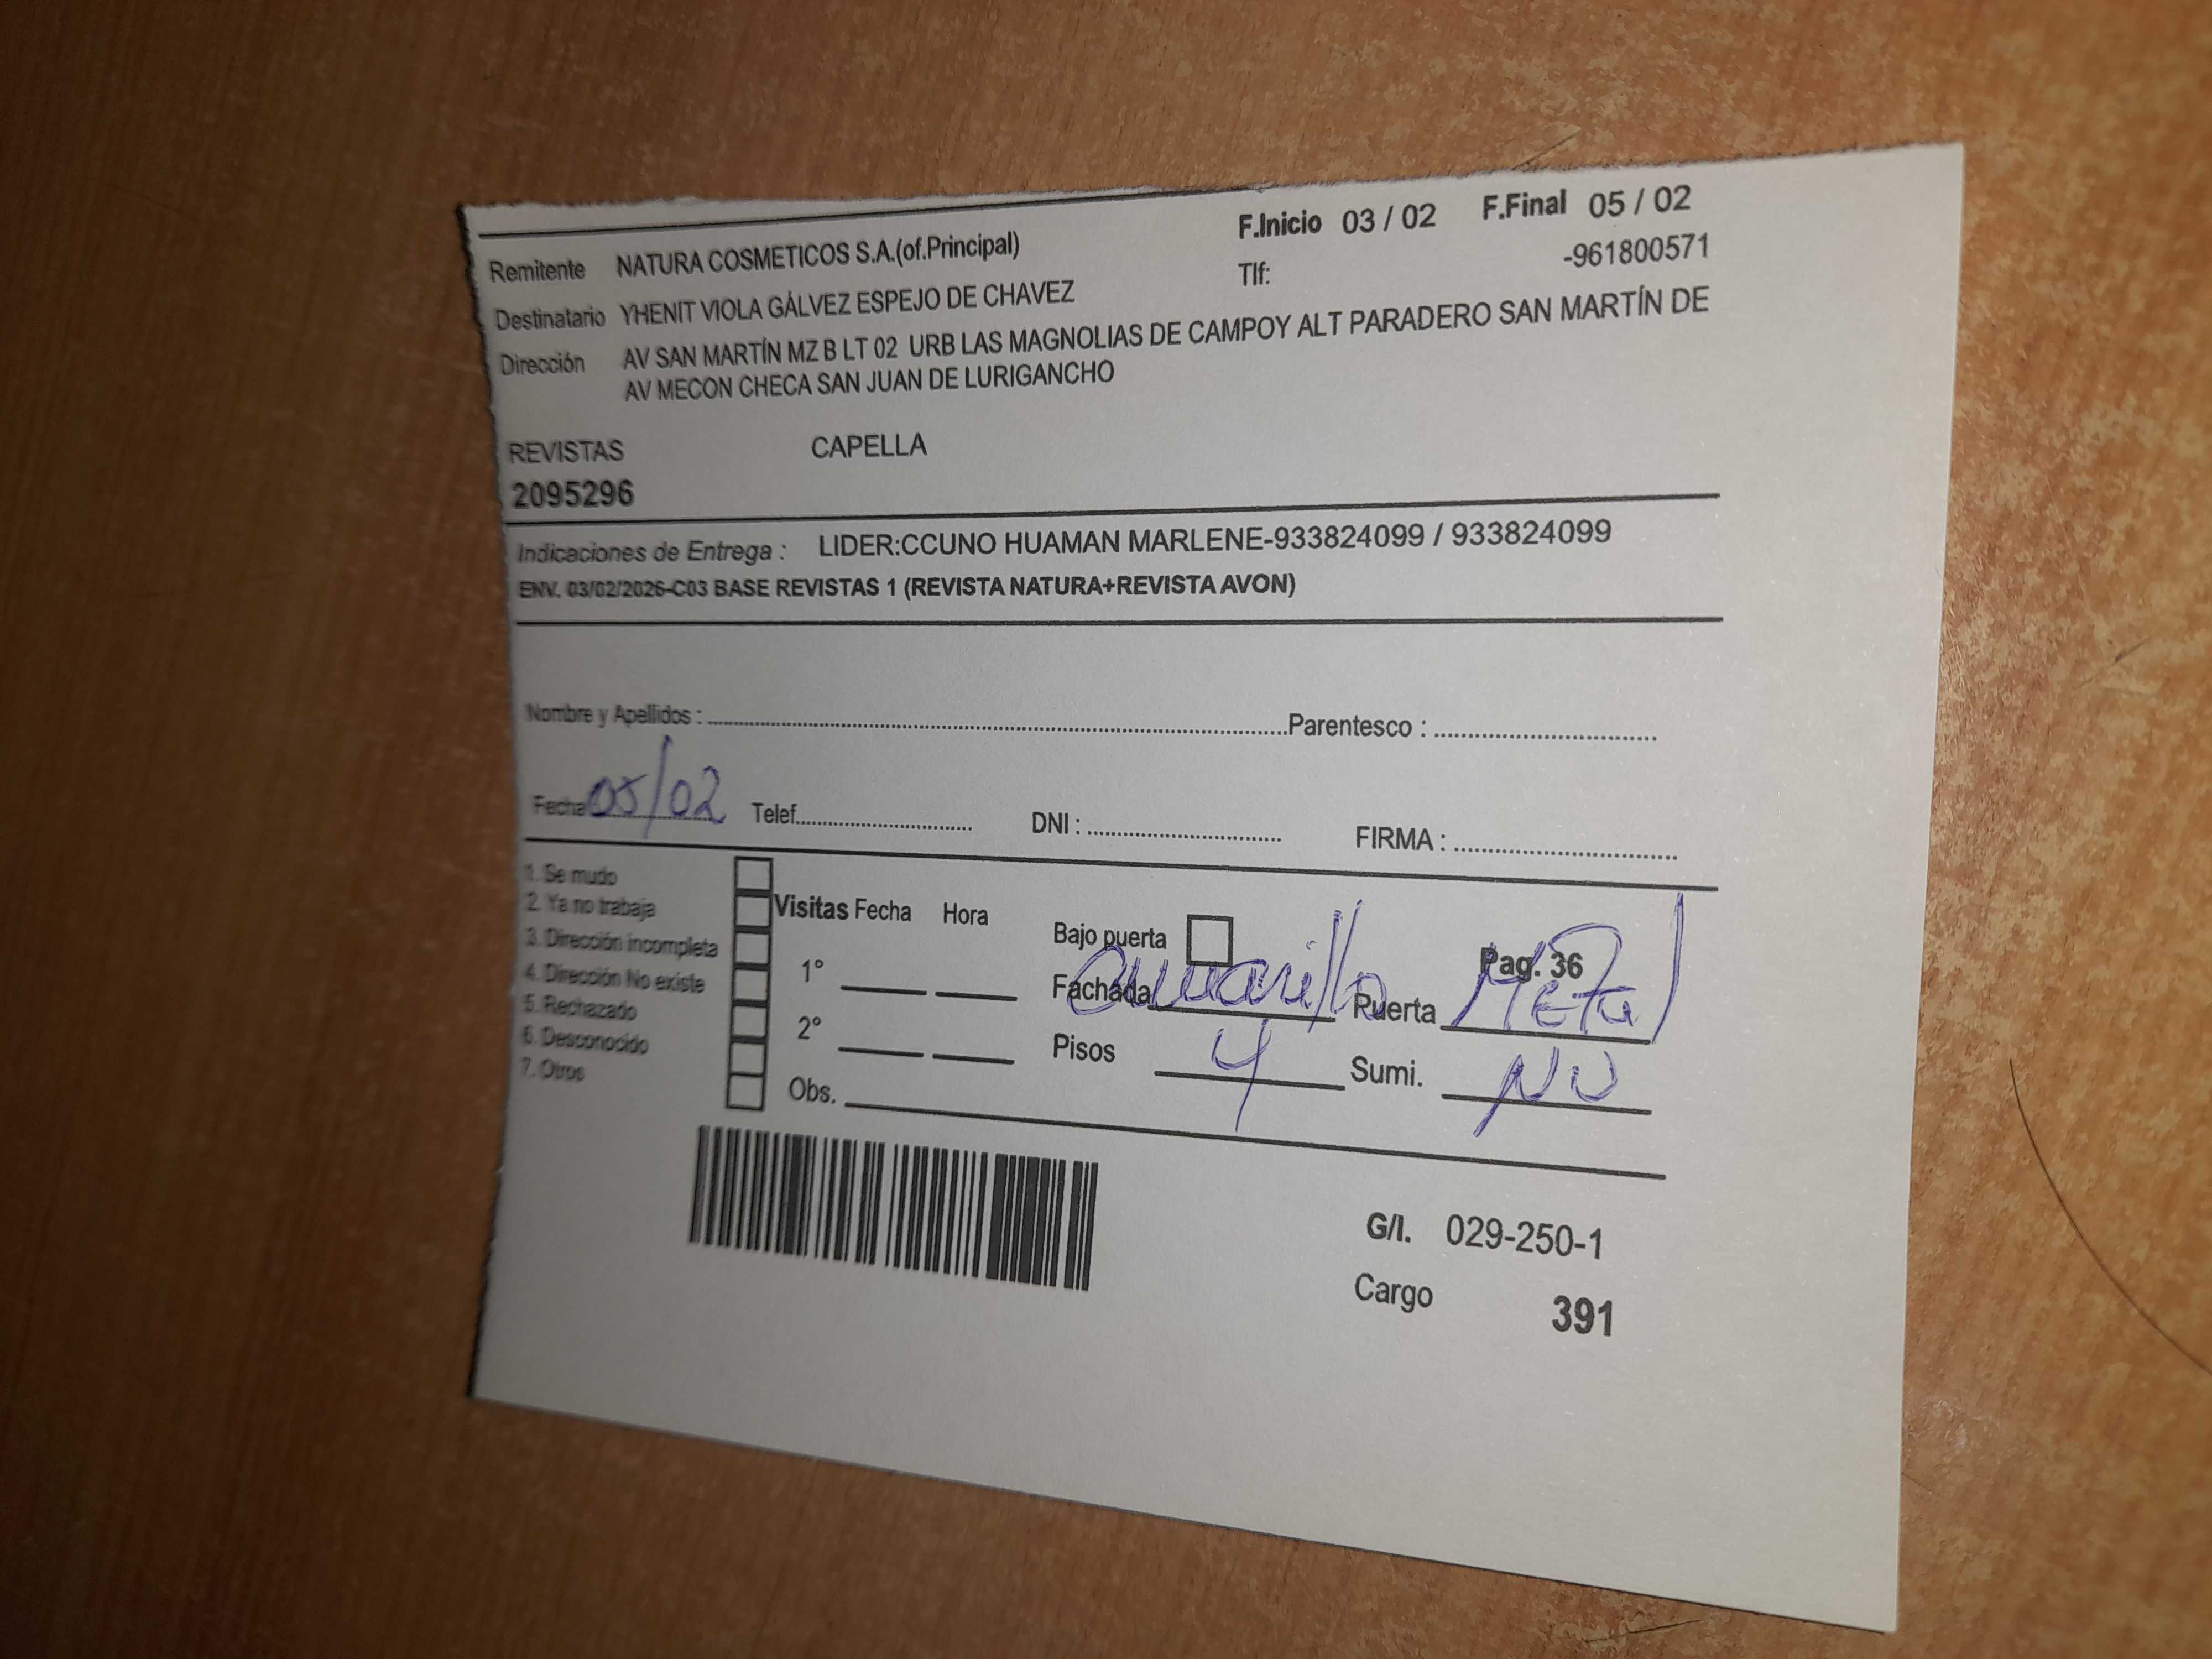 F.Inicio 03 / 02 F.Final 05 / 02
Remitente NATURA COSMETICOS S.A.(of.Principal) Tlf: -961800571
Destinatario YHENIT VIOLA GÁLVEZ ESPEJO DE CHAVEZ
Dirección AV SAN MARTÍN MZ B LT 02 URB LAS MAGNOLIAS DE CAMPOY ALT PARADERO SAN MARTÍN DE
AV MECON CHECA SAN JUAN DE LURIGANCHO
REVISTAS CAPELLA
2095296
Indicaciones de Entrega : LIDER:CCUNO HUAMAN MARLENE-933824099 / 933824099
ENV. 03/02/2026-C03 BASE REVISTAS 1 (REVISTA NATURA+REVISTA AVON)
Nombre y Apellidos : Parentesco :
Fecha 05/02 Telef. DNI : FIRMA :
1. Se mudo
2. Ya no trabaja
3. Dirección incompleta
4. Dirección No existe
5. Rechazado
6. Desconocido
7. Otros
Visitas Fecha Hora
1°
2°
Obs.
Bajo puerta Pag. 36
Fachada amarillo Puerta Metal
Pisos 4 Sumi. NO
G/I. 029-250-1
Cargo 391